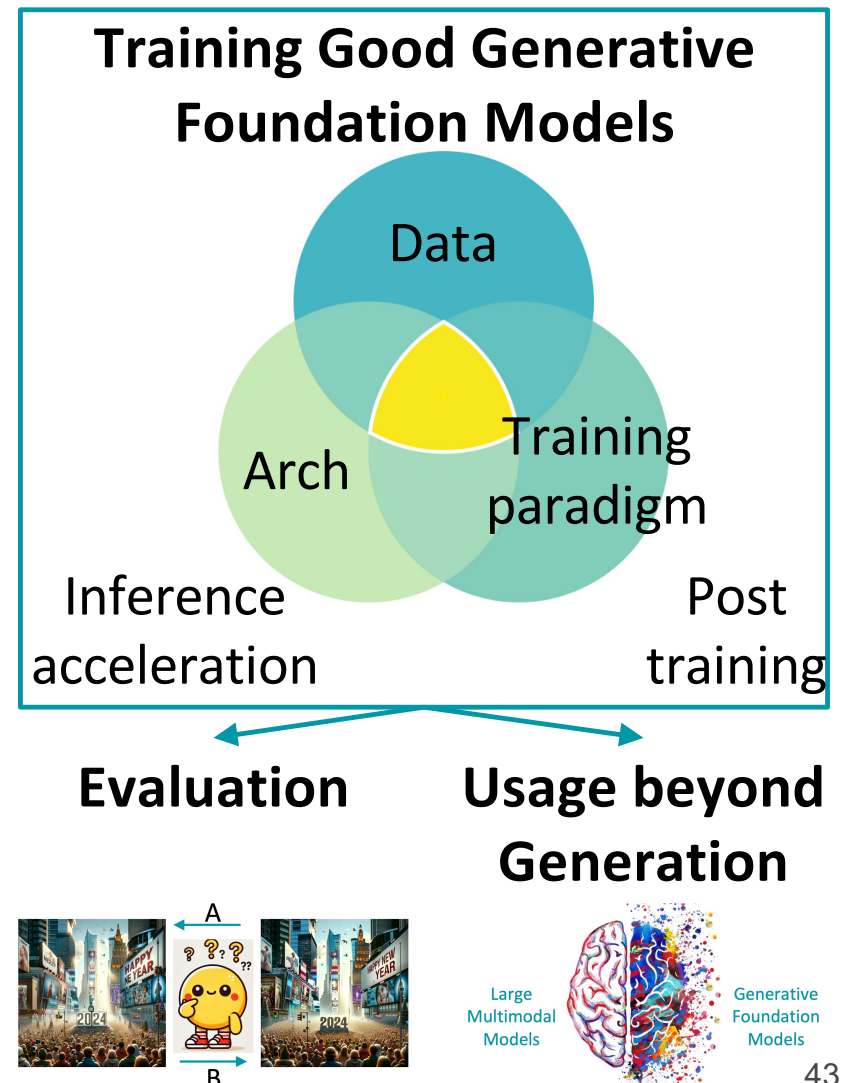 Training Good Generative
Foundation Models
Data
Arch
Training
paradigm
Inference
acceleration
Post
training
Evaluation
Usage beyond
Generation
A
? ? ? ? ??
HAPPY
NEW YEAR
2024
HAPPY NEW
YEAR
2024
B
Large
Multimodal
Models
Generative
Foundation
Models
43